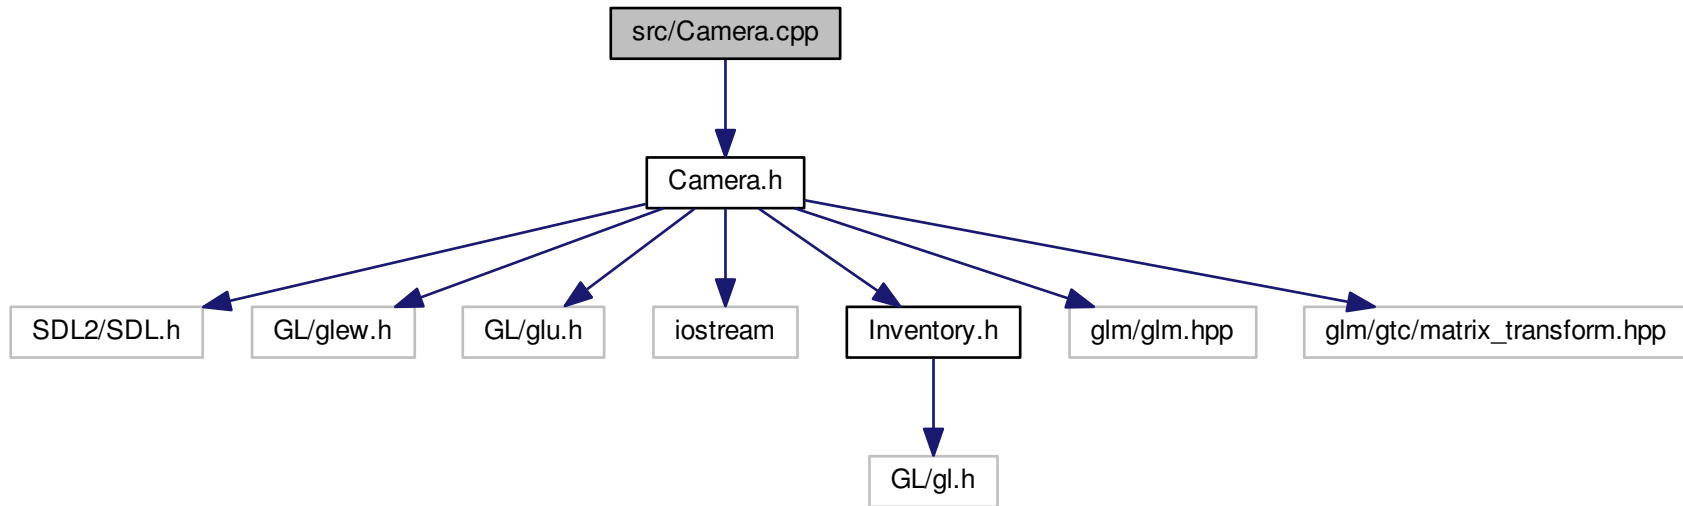 src/Camera.cpp
Camera.h
SDL2/SDL.h
GL/glew.h
GL/glu.h
iostream
Inventory.h
glm/glm.hpp
glm/gtc/matrix_transform.hpp
GL/gl.h